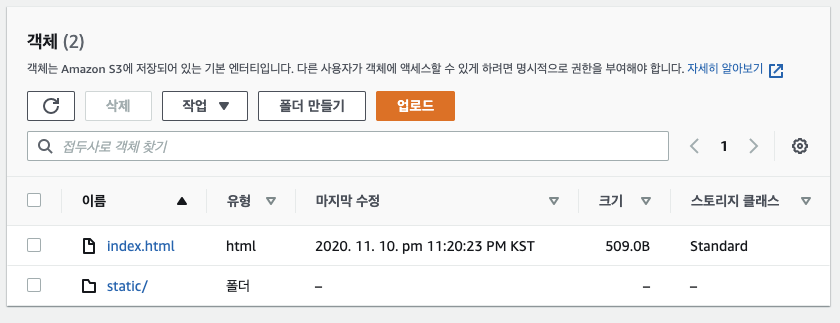 객체 (2)
객체는 Amazon S3에 저장되어 있는 기본 엔터티입니다. 다른 사용자가 객체에 액세스할 수 있게 하려면 명시적으로 권한을 부여해야 합니다. 자세히 알아보기
삭제 작업 폴더 만들기 업로드
접두사로 객체 찾기 1
이름 유형 마지막 수정 크기 스토리지 클래스
index.html html 2020. 11. 10. pm 11:20:23 PM KST 509.0B Standard
static/ 폴더 – – –